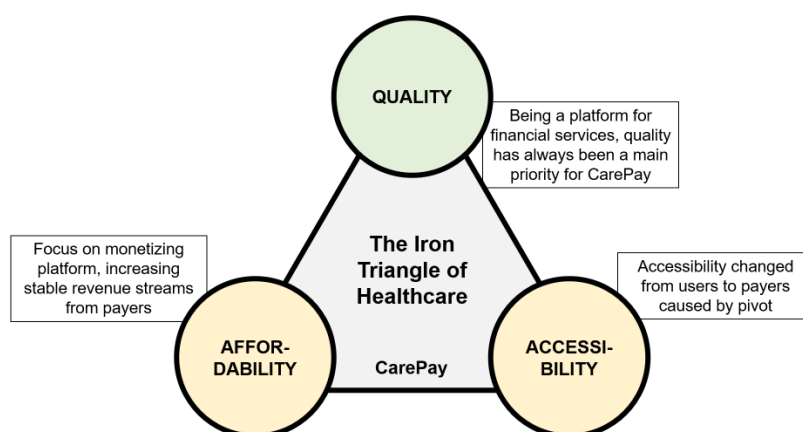 QUALITY
Being a platform for
financial services, quality
has always been a main
priority for CarePay
The Iron
Triangle of
Healthcare
Focus on monetizing
platform, increasing
stable revenue streams
from payers
Accessibility changed
from users to payers
caused by pivot
AFFOR-
DABILITY
CarePay
ACCESSI-
BILITY